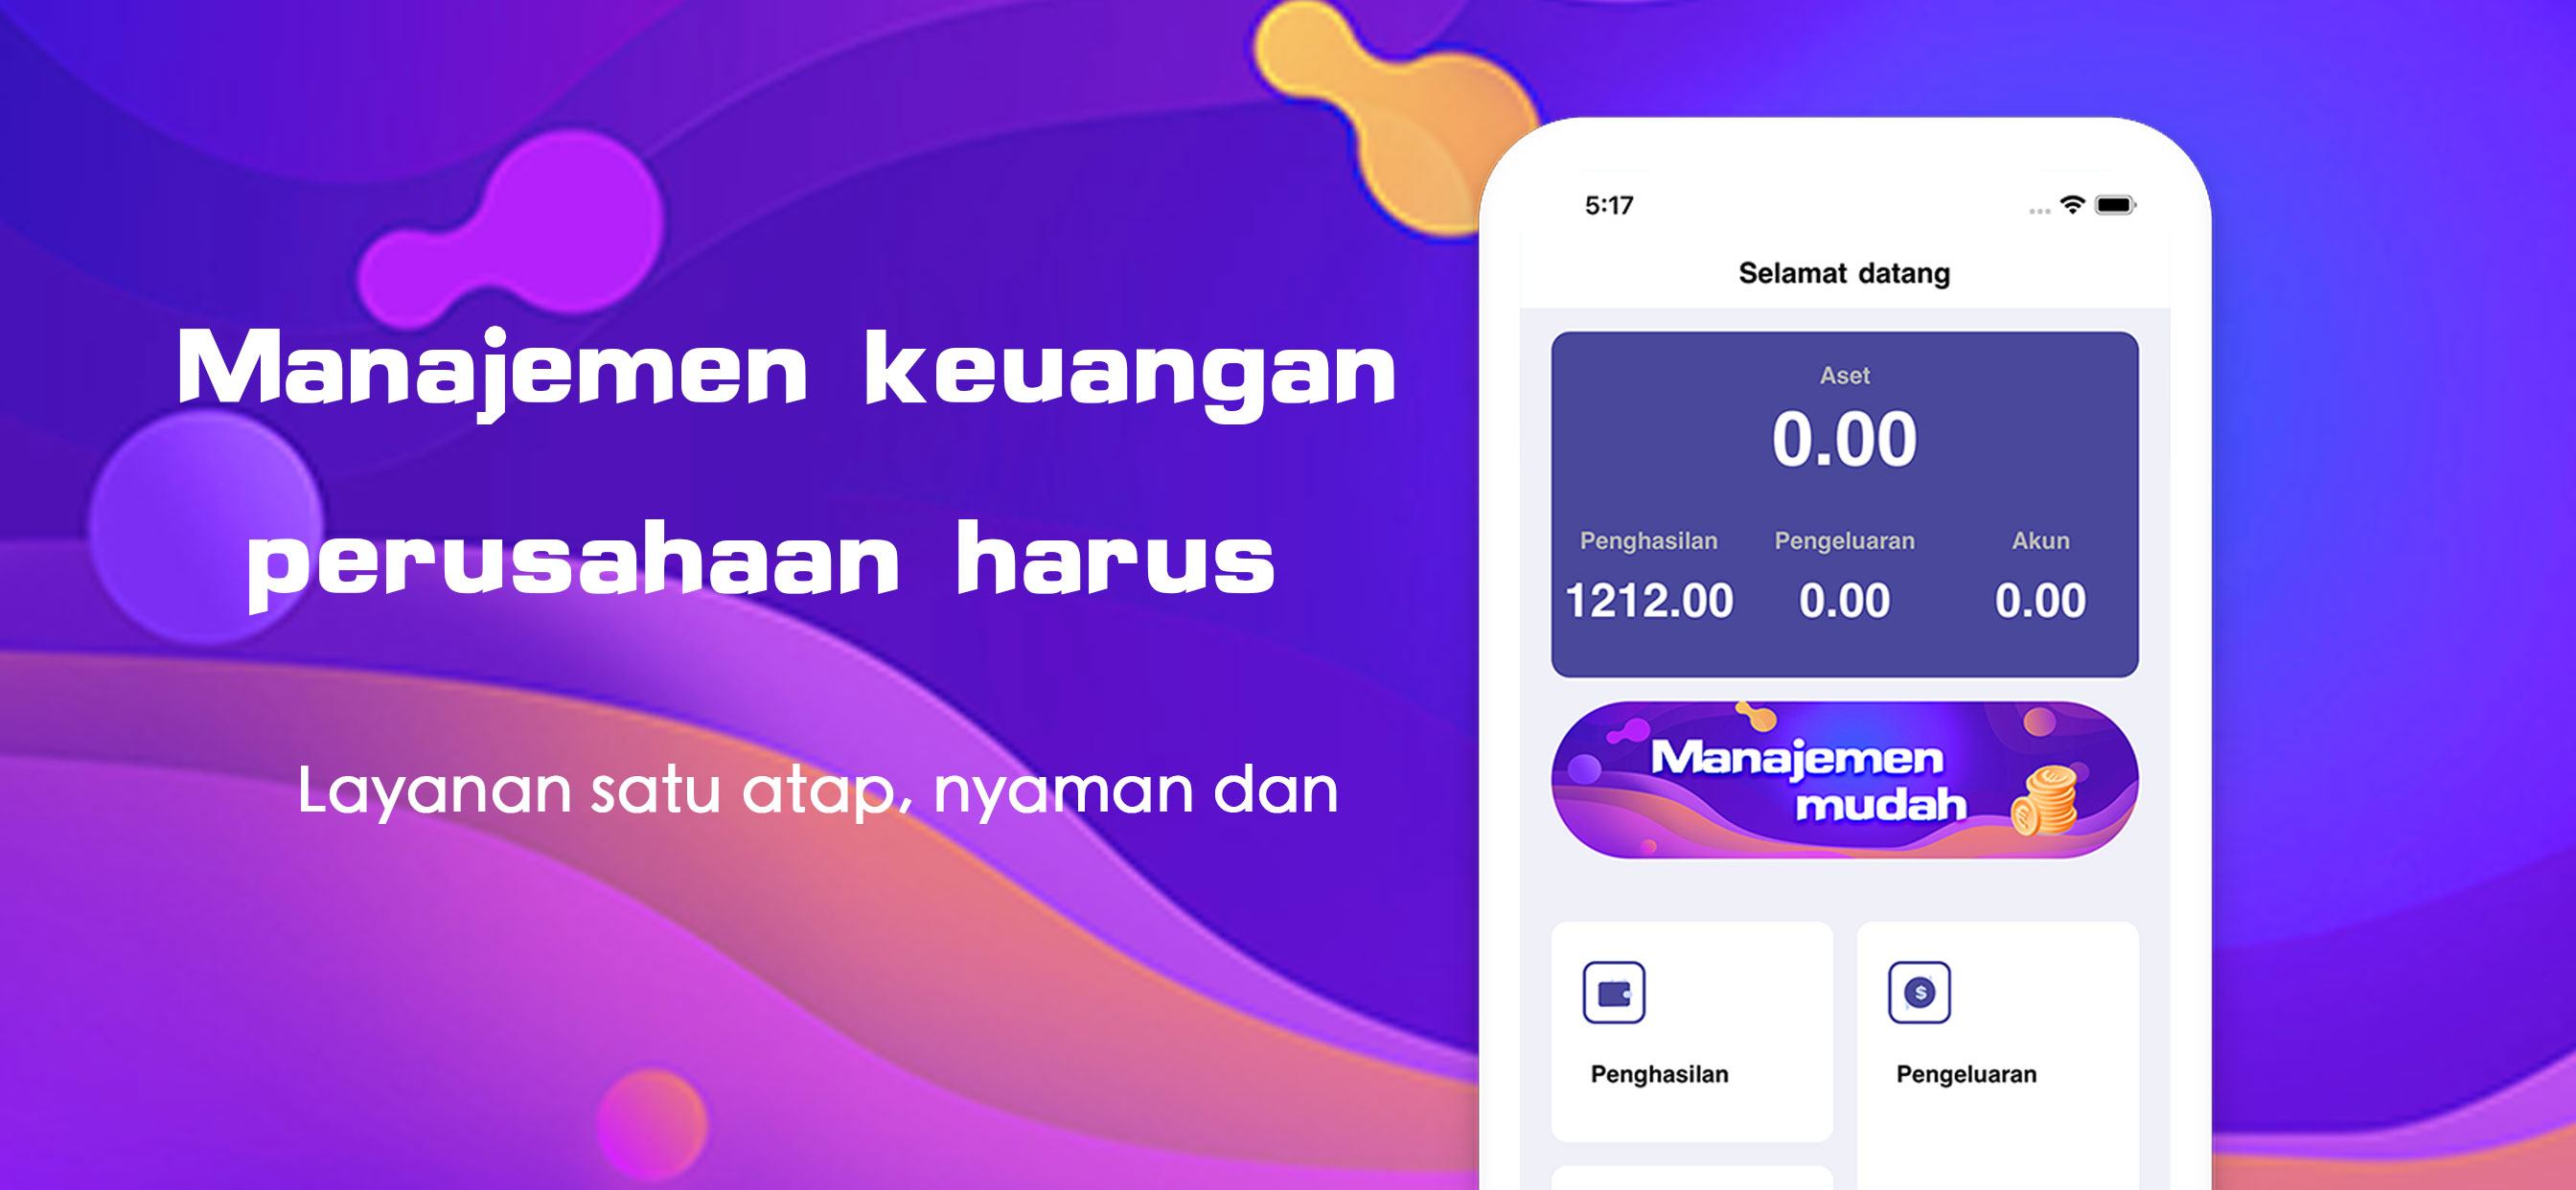 Manajemen keuangan
perusahaan harus
Layanan satu atap, nyaman dan
5:17
Selamat datang
Aset
0.00
Penghasilan Pengeluaran Akun
1212.00 0.00 0.00
Manajemen
mudah
$
Penghasilan Pengeluaran